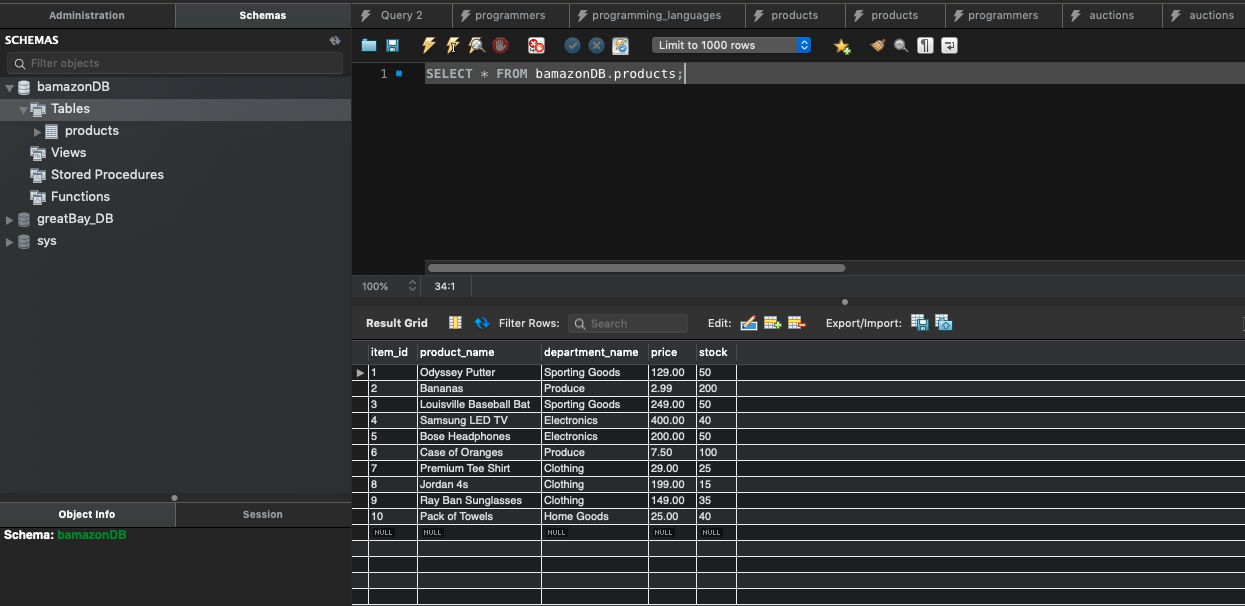 Administration Schemas Query 2 programmers programming_languages products products programmers auctions auctions
SCHEMAS
Filter objects
bamazonDB
Tables
products
Views
Stored Procedures
Functions
greatBay_DB
sys
Limit to 1000 rows
1 SELECT * FROM bamazonDB.products;
100% 34:1
Result Grid Filter Rows: Search Edit: Export/Import:
item_id product_name department_name price stock
1 Odyssey Putter Sporting Goods 129.00 50
2 Bananas Produce 2.99 200
3 Louisville Baseball Bat Sporting Goods 249.00 50
4 Samsung LED TV Electronics 400.00 40
5 Bose Headphones Electronics 200.00 50
6 Case of Oranges Produce 7.50 100
7 Premium Tee Shirt Clothing 29.00 25
8 Jordan 4s Clothing 199.00 15
9 Ray Ban Sunglasses Clothing 149.00 35
10 Pack of Towels Home Goods 25.00 40
NULL NULL NULL NULL NULL
Object Info Session
Schema: bamazonDB